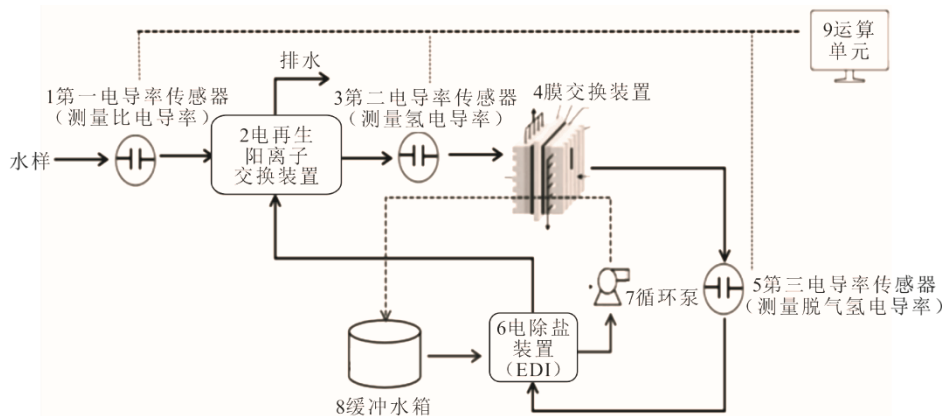 9运算
单元
排水
1第一电导率传感器
（测量比电导率）
3第二电导率传感器
（测量氢电导率）
4膜交换装置
水样
2电再生
阳离子
交换装置
7循环泵
5第三电导率传感器
（测量脱气氢电导率）
6电除盐
装置
（EDI）
8缓冲水箱